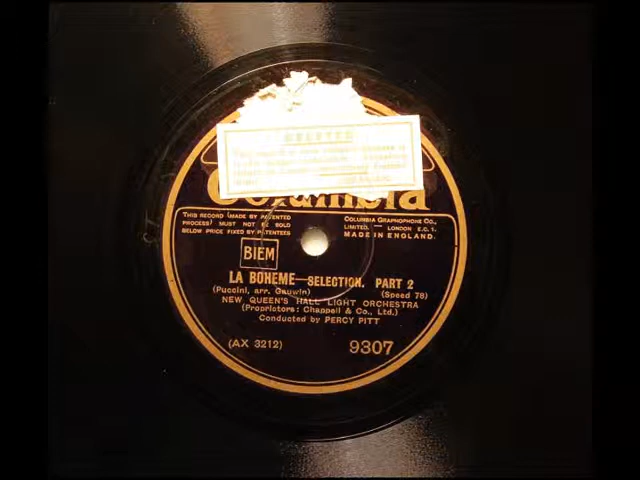 Columbia
THIS RECORD (MADE BY PATENTED
PROCESS) MUST NOT BE SOLD
BELOW PRICE FIXED BY PATENTEES
COLUMBIA GRAPHOPHONE CO.,
LIMITED. — LONDON E.C. 1.
MADE IN ENGLAND.
BIEM
LA BOHEME—SELECTION. PART 2
(Puccini, arr. Gauwin) (Speed 78)
NEW QUEEN'S HALL LIGHT ORCHESTRA
(Proprietors: Chappell & Co., Ltd.)
Conducted by PERCY PITT
(AX 3212) 9307